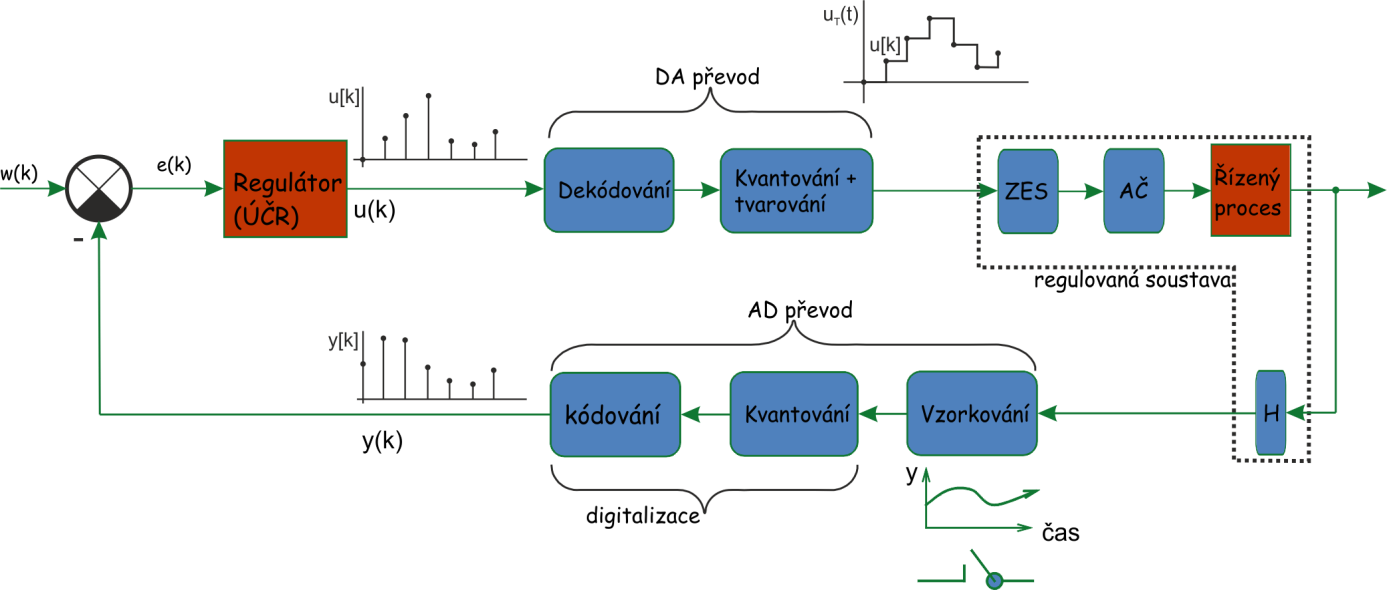 u_T(t)
u[k]
DA převod
u[k]
w(k)
e(k)
Regulátor
(ÚČR)
u(k)
Dekódování
Kvantování +
tvarování
ZES
AČ
Řízený
proces
-
regulovaná soustava
AD převod
y[k]
y(k)
kódování
Kvantování
Vzorkování
H
digitalizace
y
čas